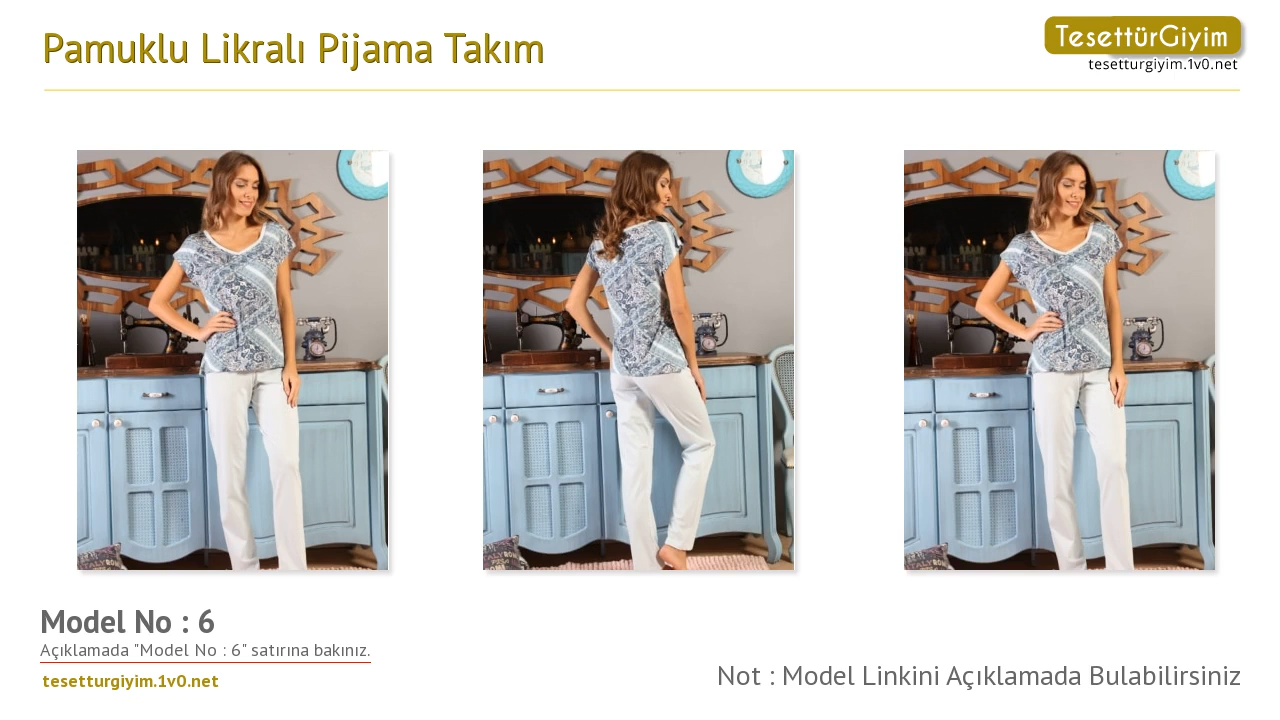 Pamuklu Likralı Pijama Takım
TesettürGiyim
tesetturgiyim.1v0.net
Model No : 6
Açıklamada "Model No : 6" satırına bakınız.
tesetturgiyim.1v0.net
Not : Model Linkini Açıklamada Bulabilirsiniz